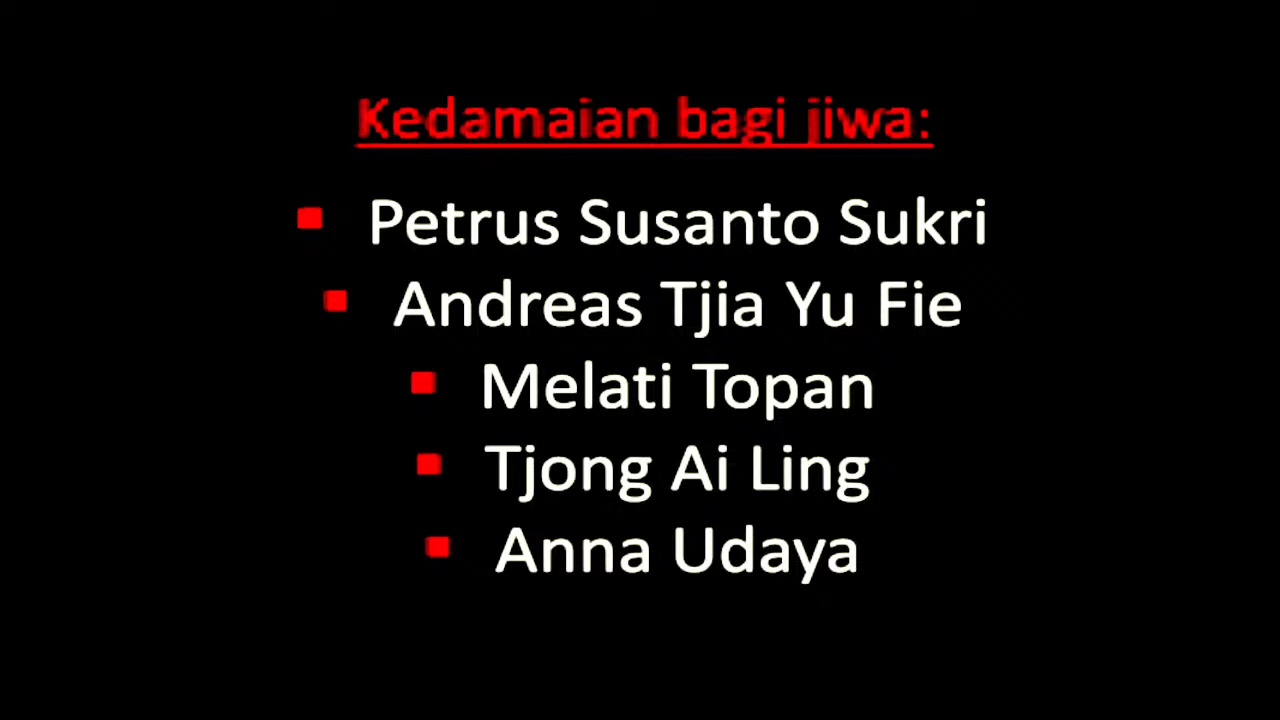 Kedamaian bagi jiwa:
▪ Petrus Susanto Sukri
▪ Andreas Tjia Yu Fie
▪ Melati Topan
▪ Tjong Ai Ling
▪ Anna Udaya